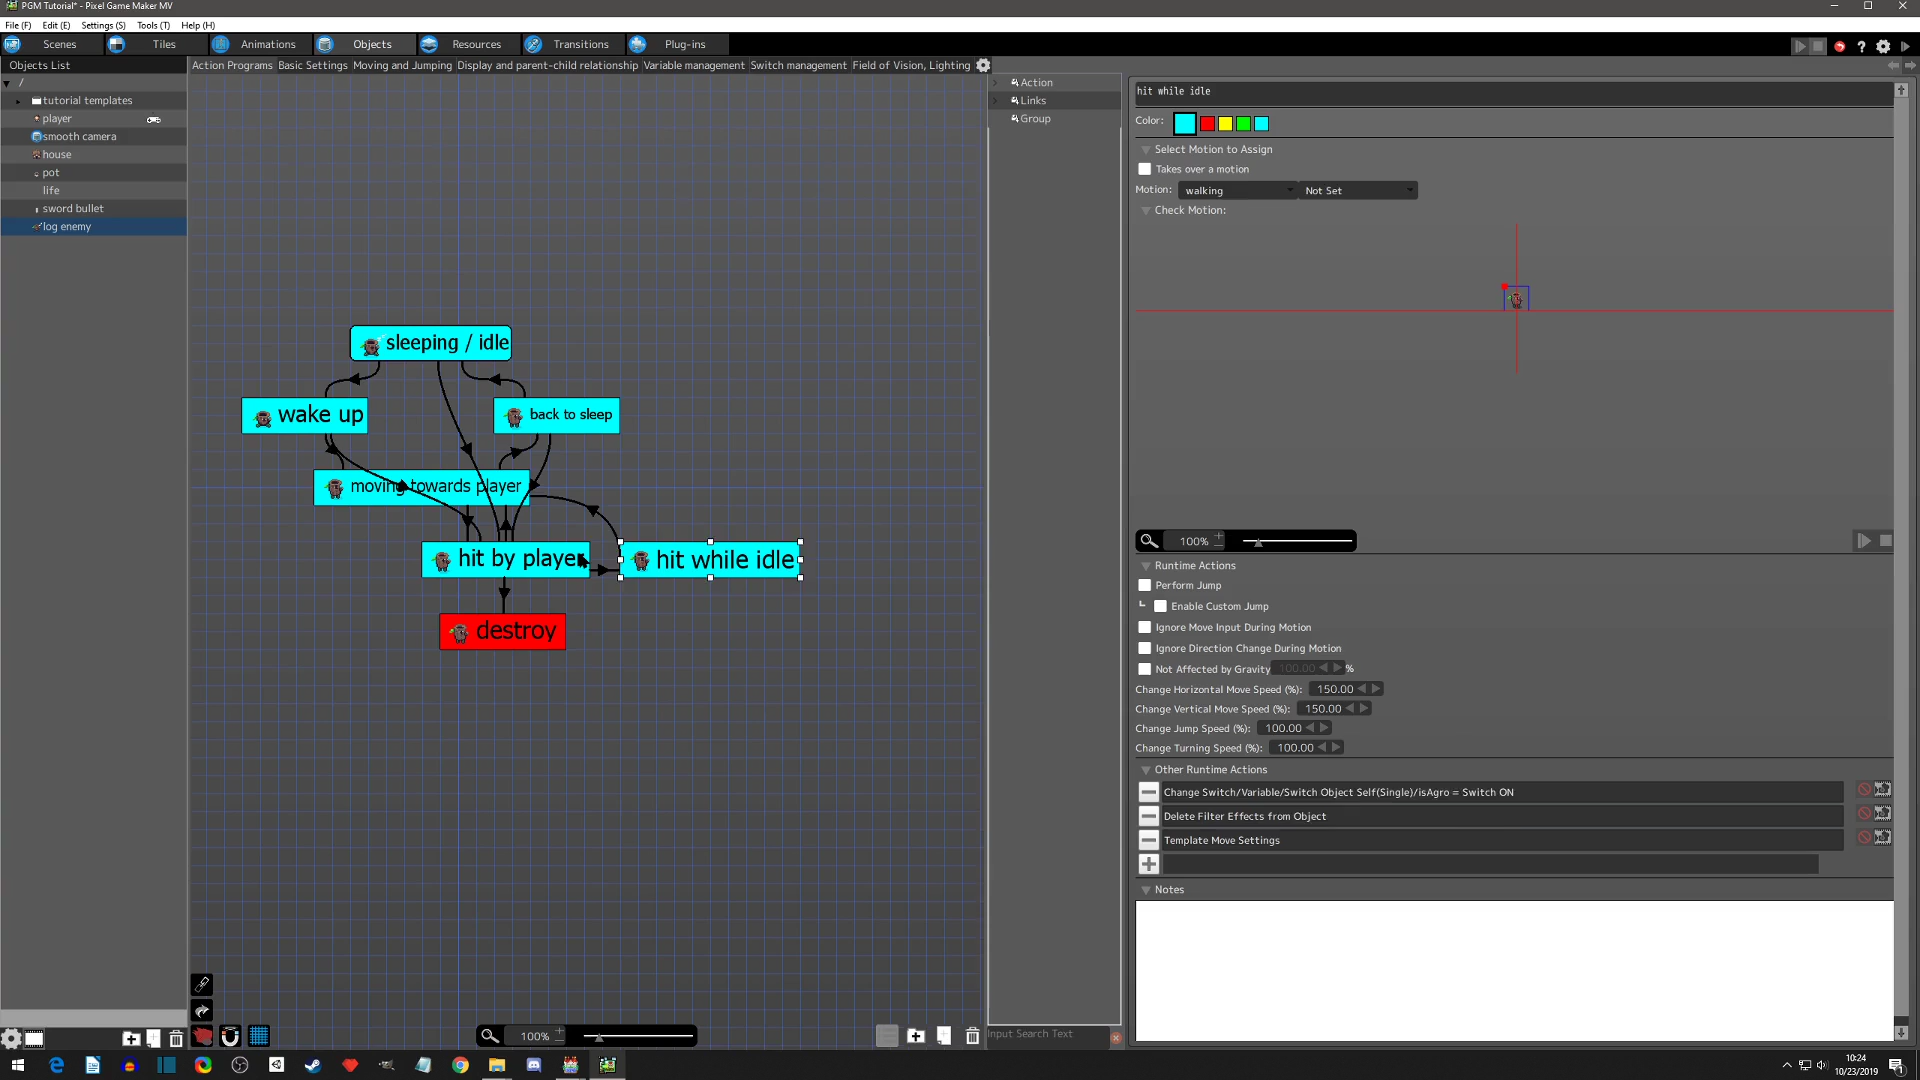 PGM Tutorial* - Pixel Game Maker MV
File (F) Edit (E) Settings (S) Tools (T) Help (H)
Scenes Tiles Animations Objects Resources Transitions Plug-ins
Objects List
Action Programs Basic Settings Moving and Jumping Display and parent-child relationship Variable management Switch management Field of Vision, Lighting
/
tutorial templates
player
smooth camera
house
pot
life
sword bullet
log enemy
sleeping / idle
wake up
back to sleep
moving towards player
hit by player
hit while idle
destroy
100%
Action
Links
Group
Input Search Text
hit while idle
Color:
Select Motion to Assign
Takes over a motion
Motion: walking Not Set
Check Motion:
100%
Runtime Actions
Perform Jump
Enable Custom Jump
Ignore Move Input During Motion
Ignore Direction Change During Motion
Not Affected by Gravity 100.00 %
Change Horizontal Move Speed (%): 150.00
Change Vertical Move Speed (%): 150.00
Change Jump Speed (%): 100.00
Change Turning Speed (%): 100.00
Other Runtime Actions
Change Switch/Variable/Switch Object Self(Single)/isAgro = Switch ON
Delete Filter Effects from Object
Template Move Settings
Notes
10:24
10/23/2019